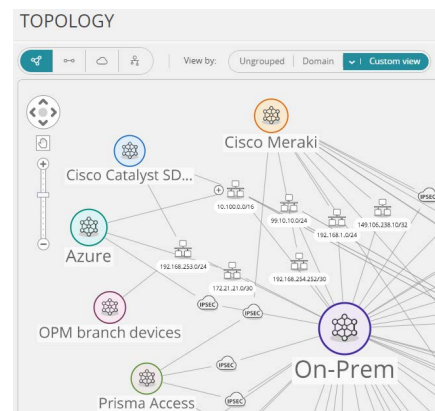 TOPOLOGY
View by: Ungrouped Domain Custom view
Cisco Meraki
IPSEC
Cisco Catalyst SD...
10.100.0.0/16
99.10.10.0/24
149.106.238.10/32
192.168.1.0/24
Azure
192.168.253.0/24
172.21.21.0/30
192.168.254.252/30
IPSEC
IPSEC
OPM branch devices
On-Prem
IPSEC
Prisma Access
IPSEC